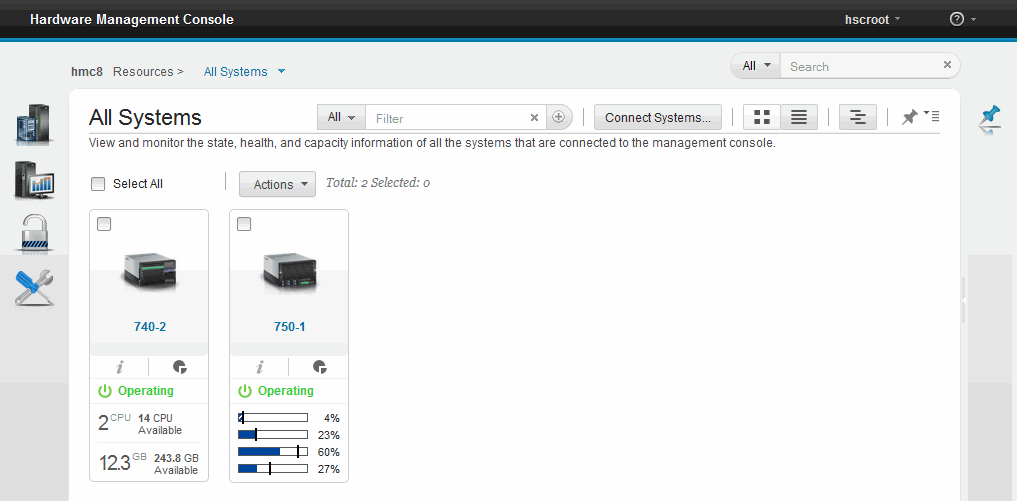 Hardware Management Console
hscroot
?
hmc8 Resources > All Systems
All Search ×
All Systems
All Filter ×
Connect Systems...
View and monitor the state, health, and capacity information of all the systems that are connected to the management console.
Select All
Actions
Total: 2 Selected: 0
740-2
i
Operating
2 CPU 14 CPU
Available
12.3 GB 243.8 GB
Available
750-1
i
Operating
4%
23%
60%
27%